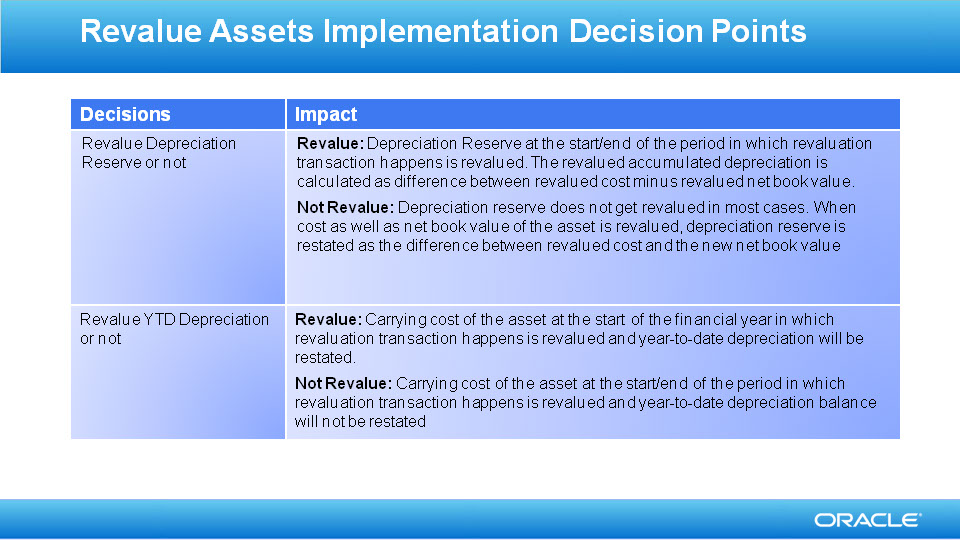 Revalue Assets Implementation Decision Points
Decisions
Impact
Revalue Depreciation
Reserve or not
Revalue: Depreciation Reserve at the start/end of the period in which revaluation
transaction happens is revalued. The revalued accumulated depreciation is
calculated as difference between revalued cost minus revalued net book value.
Not Revalue: Depreciation reserve does not get revalued in most cases. When
cost as well as net book value of the asset is revalued, depreciation reserve is
restated as the difference between revalued cost and the new net book value
Revalue YTD Depreciation
or not
Revalue: Carrying cost of the asset at the start of the financial year in which
revaluation transaction happens is revalued and year-to-date depreciation will be
restated.
Not Revalue: Carrying cost of the asset at the start/end of the period in which
revaluation transaction happens is revalued and year-to-date depreciation balance
will not be restated
ORACLE